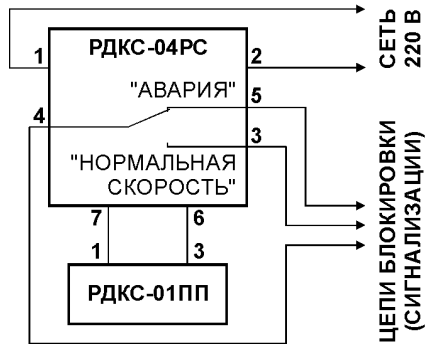 РДКС-04РС
1
2
"АВАРИЯ"
5
4
3
"НОРМАЛЬНАЯ
СКОРОСТЬ"
7
6
1
3
РДКС-01ПП
СЕТЬ
220 В
ЦЕПИ БЛОКИРОВКИ
(СИГНАЛИЗАЦИИ)